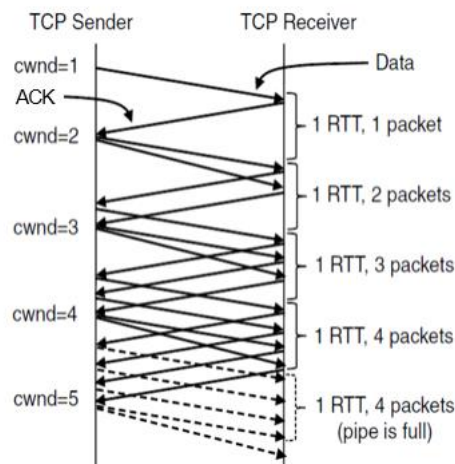 TCP Sender
TCP Receiver
cwnd=1
Data
ACK
1 RTT, 1 packet
cwnd=2
1 RTT, 2 packets
cwnd=3
1 RTT, 3 packets
cwnd=4
1 RTT, 4 packets
cwnd=5
1 RTT, 4 packets
(pipe is full)